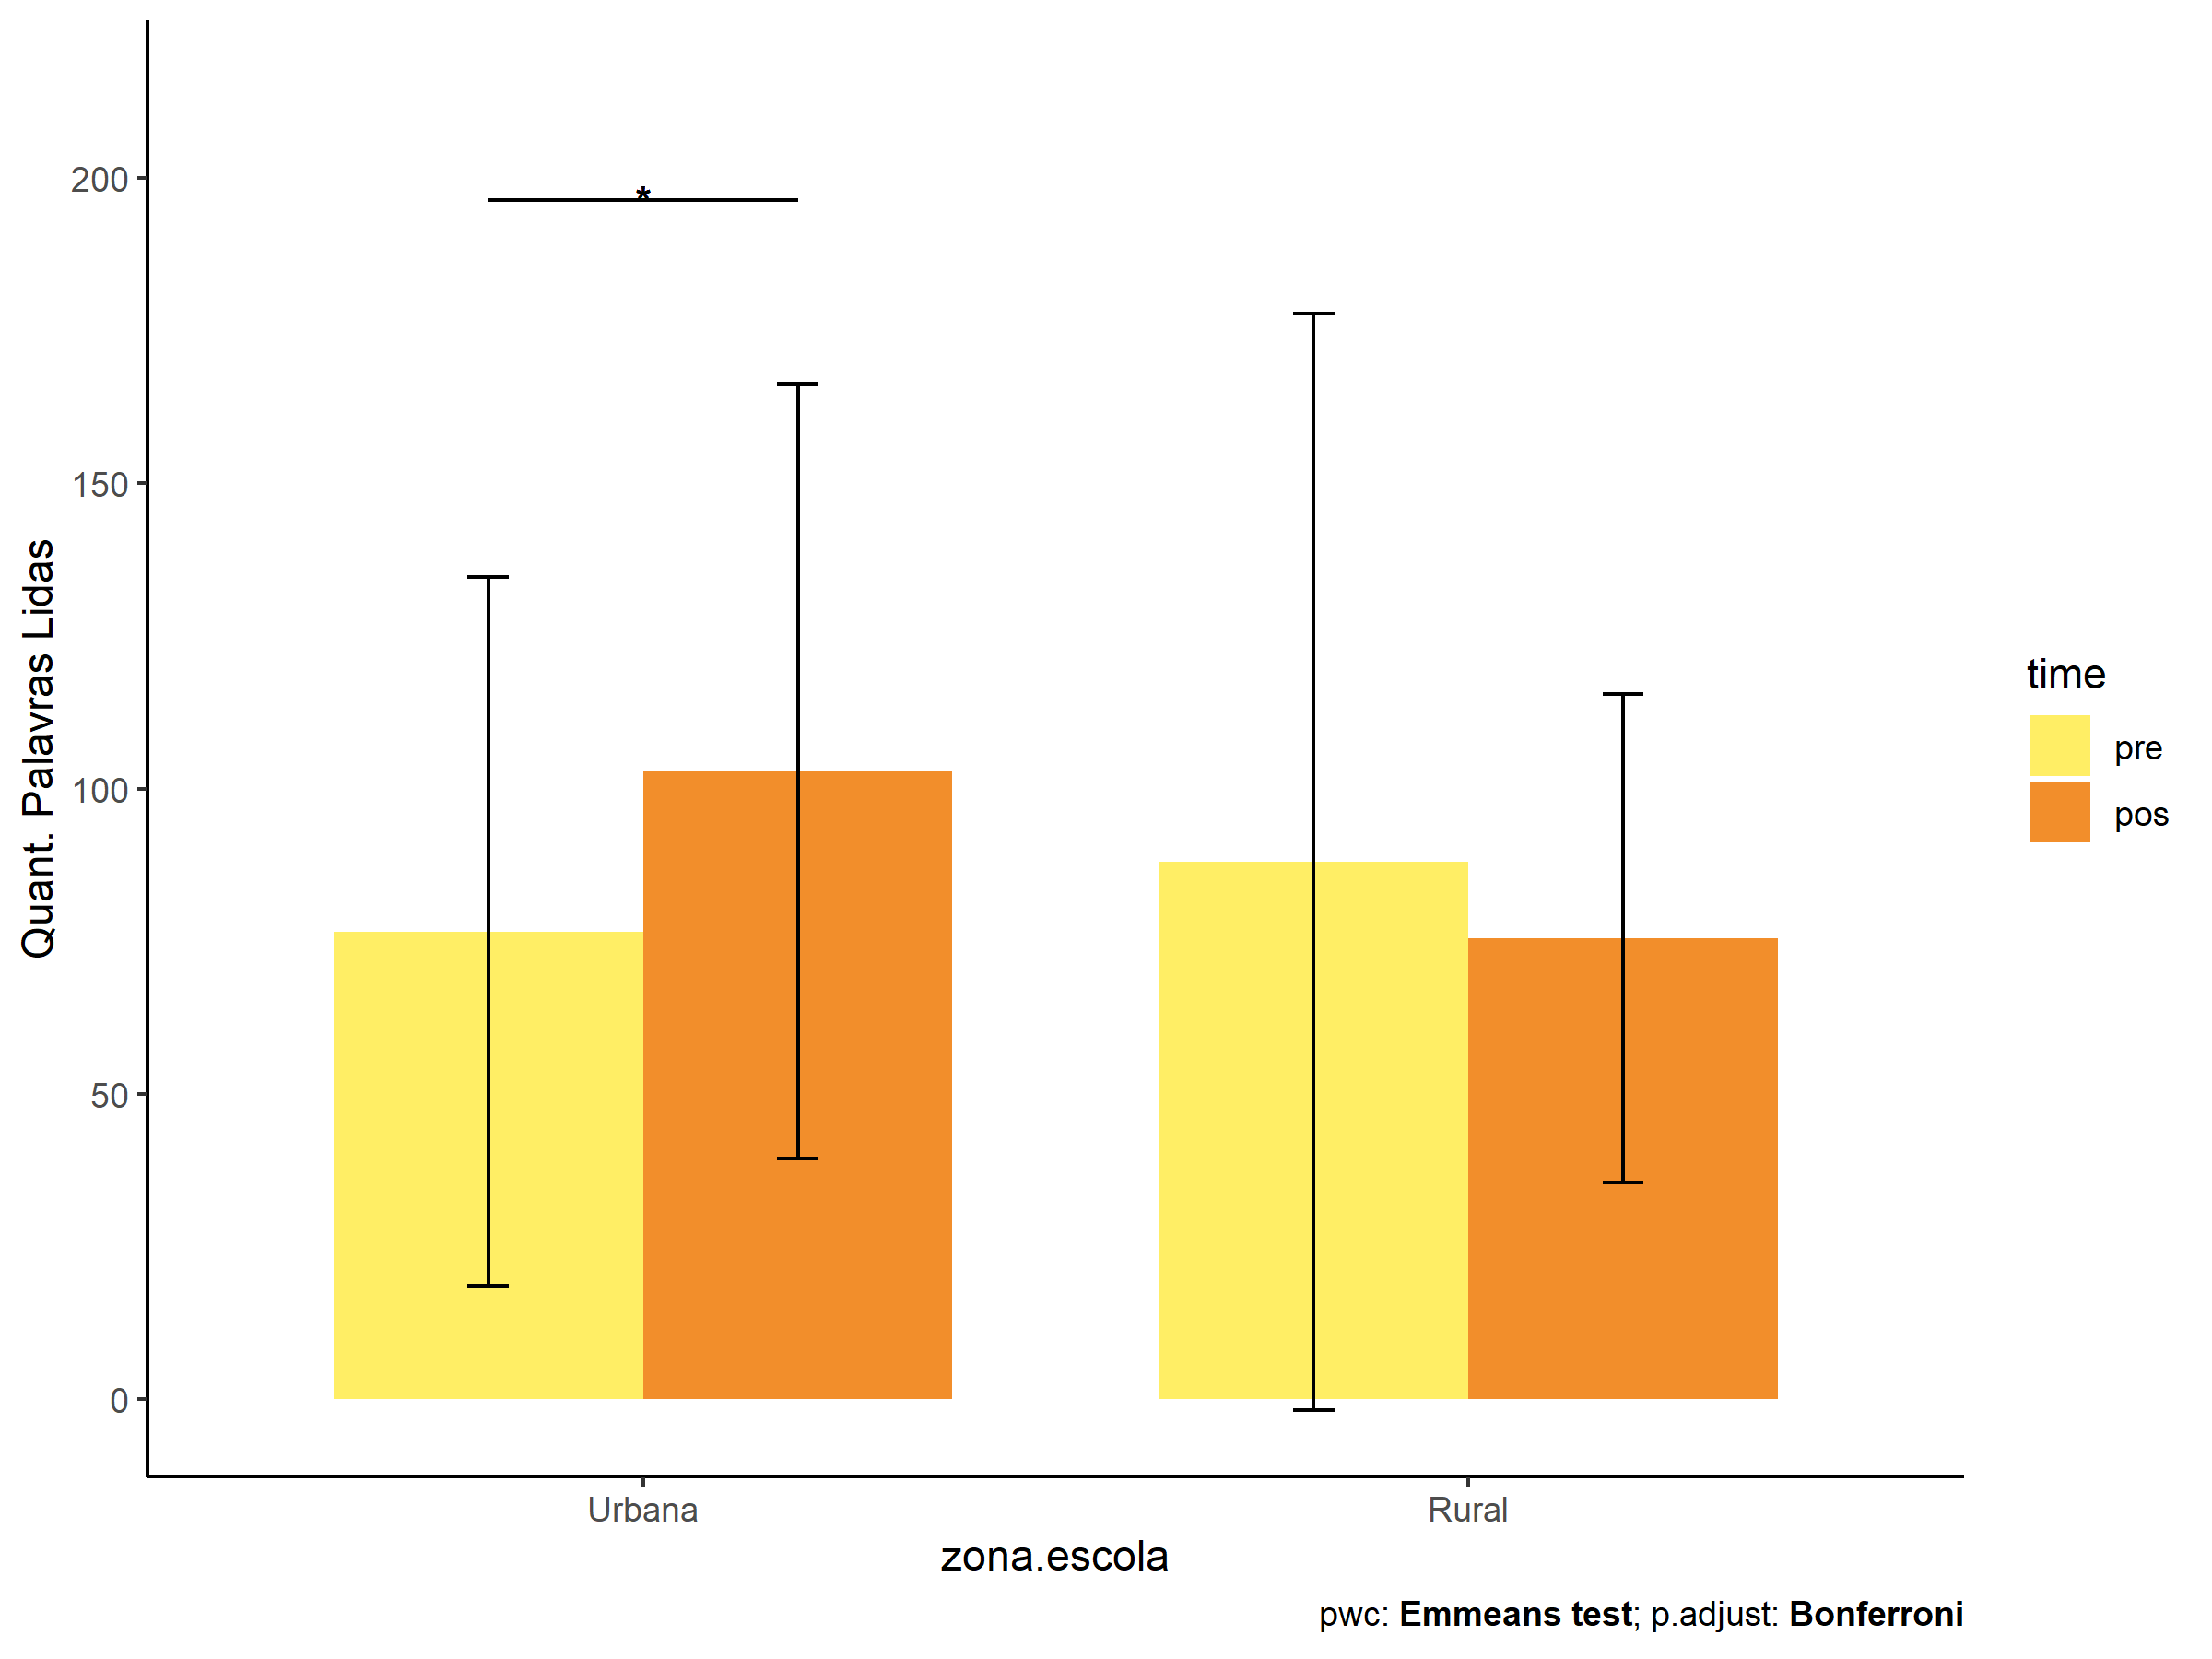 Quant. Palavras Lidas
200
150
100
50
0
*
Urbana
Rural
zona.escola
time
pre
pos
pwc: Emmeans test; p.adjust: Bonferroni